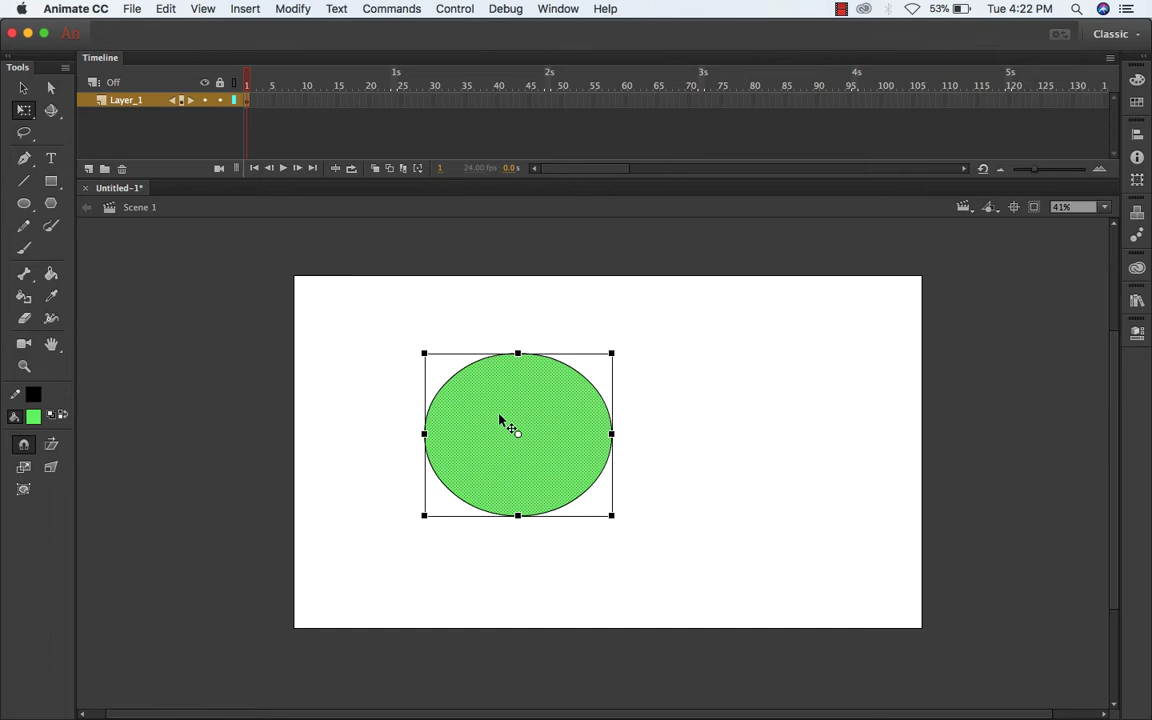 Animate CC File Edit View Insert Modify Text Commands Control Debug Window Help 53% Tue 4:22 PM
An Classic
Tools Timeline
Off 1s 2s 3s 4s 5s
1 5 10 15 20 25 30 35 40 45 50 55 60 65 70 75 80 85 90 95 100 105 110 115 120 125 130 1
Layer_1
1 24.00 fps 0.0 s
Untitled-1*
Scene 1 41%